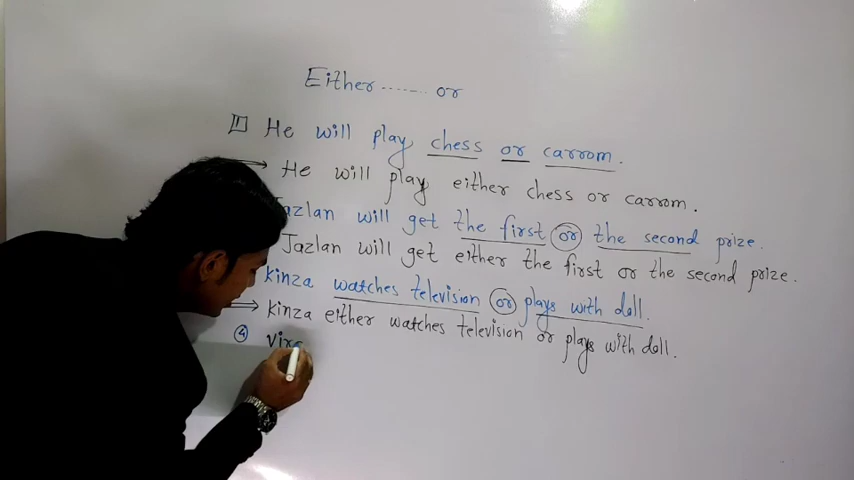 Either ...... or
1 He will play chess or carrom.
⇒ He will play either chess or carrom.
Jazlan will get the first or the second prize.
Jazlan will get either the first or the second prize.
Kinza watches television or plays with doll.
⇒ Kinza either watches television or plays with doll.
④ Vir